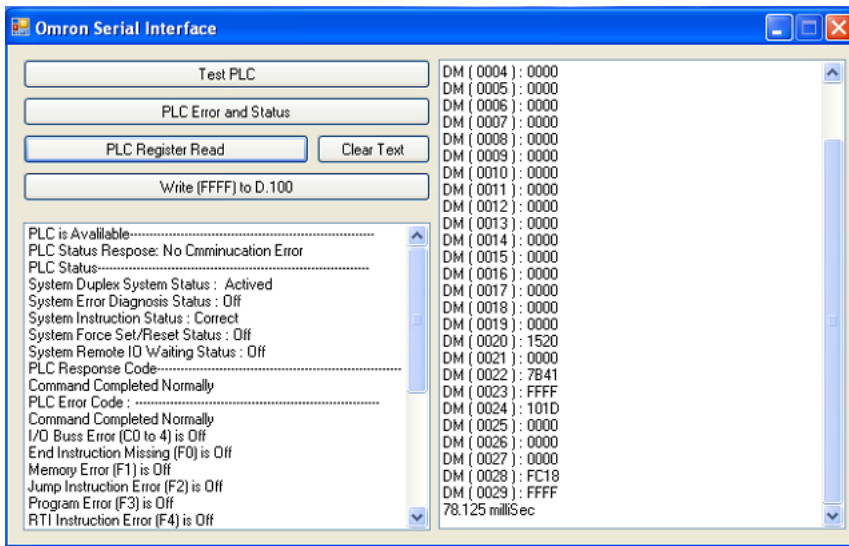 Omron Serial Interface
Test PLC
PLC Error and Status
PLC Register Read
Clear Text
Write (FFFF) to D.100
PLC is Avalilable-----------------------------------------------------------
PLC Status Respose: No Cmminucation Error
PLC Status------------------------------------------------------------------
System Duplex System Status : Actived
System Error Diagnosis Status : Off
System Instruction Status : Correct
System Force Set/Reset Status : Off
System Remote IO Waiting Status : Off
PLC Response Code-----------------------------------------------------------
Command Completed Normally
PLC Error Code : -----------------------------------------------------------
Command Completed Normally
I/O Buss Error (C0 to 4) is Off
End Instruction Missing (F0) is Off
Memory Error (F1) is Off
Jump Instruction Error (F2) is Off
Program Error (F3) is Off
RTI Instruction Error (F4) is Off
DM ( 0004 ) : 0000
DM ( 0005 ) : 0000
DM ( 0006 ) : 0000
DM ( 0007 ) : 0000
DM ( 0008 ) : 0000
DM ( 0009 ) : 0000
DM ( 0010 ) : 0000
DM ( 0011 ) : 0000
DM ( 0012 ) : 0000
DM ( 0013 ) : 0000
DM ( 0014 ) : 0000
DM ( 0015 ) : 0000
DM ( 0016 ) : 0000
DM ( 0017 ) : 0000
DM ( 0018 ) : 0000
DM ( 0019 ) : 0000
DM ( 0020 ) : 1520
DM ( 0021 ) : 0000
DM ( 0022 ) : 7B41
DM ( 0023 ) : FFFF
DM ( 0024 ) : 101D
DM ( 0025 ) : 0000
DM ( 0026 ) : 0000
DM ( 0027 ) : 0000
DM ( 0028 ) : FC18
DM ( 0029 ) : FFFF
78.125 milliSec